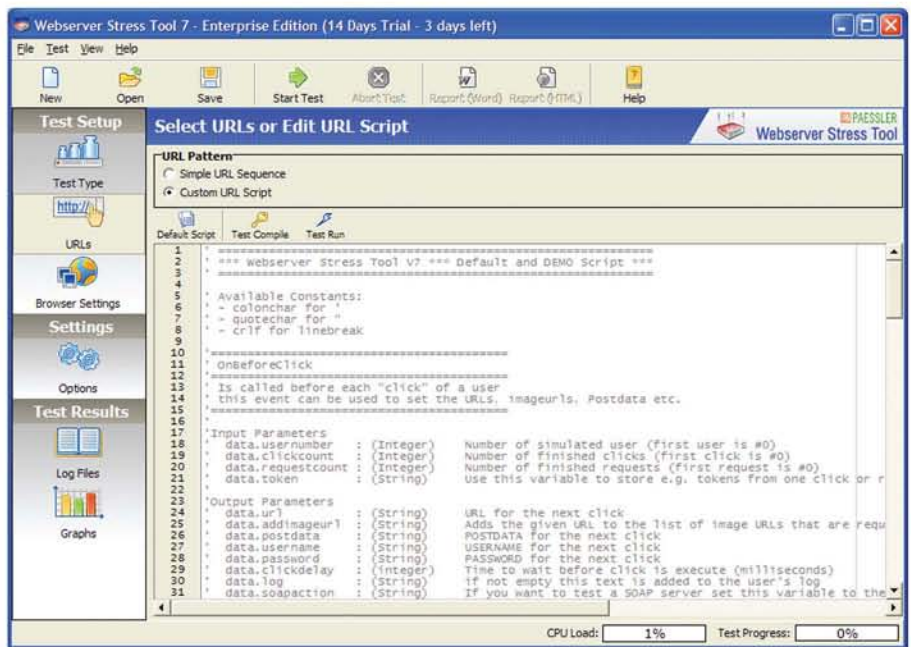 Webserver Stress Tool 7 - Enterprise Edition (14 Days Trial - 3 days left)
File Test View Help
New Open Save Start Test Abort Test Report (Word) Report (HTML) Help
Test Setup
Test Type
http://
URLs
Browser Settings
Settings
Options
Test Results
Log Files
Graphs
Select URLs or Edit URL Script
PAESSLER
Webserver Stress Tool
URL Pattern
Simple URL Sequence
Custom URL Script
Default Script Test Compile Test Run
1 ' ===========================================================
2 ' *** Webserver Stress Tool V7 *** Default and DEMO Script ***
3 ' ===========================================================
4
5 ' Available Constants:
6 ' - colonchar for '
7 ' - quotechar for "
8 ' - crlf for linebreak
9
10 '========================================
11 ' OnBeforeClick
12 '========================================
13 ' Is called before each "click" of a user
14 ' this event can be used to set the URLs, imageurls, Postdata etc.
15 '========================================
16 '
17 'Input Parameters
18 ' data.usernumber : (Integer) Number of simulated user (first user is #0)
19 ' data.clickcount : (Integer) Number of finished clicks (first click is #0)
20 ' data.requestcount : (Integer) Number of finished requests (first request is #0)
21 ' data.token : (String) Use this variable to store e.g. tokens from one click or r
22 '
23 'Output Parameters
24 ' data.url : (String) URL for the next click
25 ' data.addimageurl : (String) Adds the given URL to the list of image URLs that are requ
26 ' data.postdata : (String) POSTDATA for the next click
27 ' data.username : (String) USERNAME for the next click
28 ' data.password : (String) PASSWORD for the next click
29 ' data.clickdelay : (integer) Time to wait before click is execute (milliseconds)
30 ' data.log : (String) if not empty this text is added to the user's log
31 ' data.soapaction : (String) If you want to test a SOAP server set this variable to the
CPU Load: 1% Test Progress: 0%